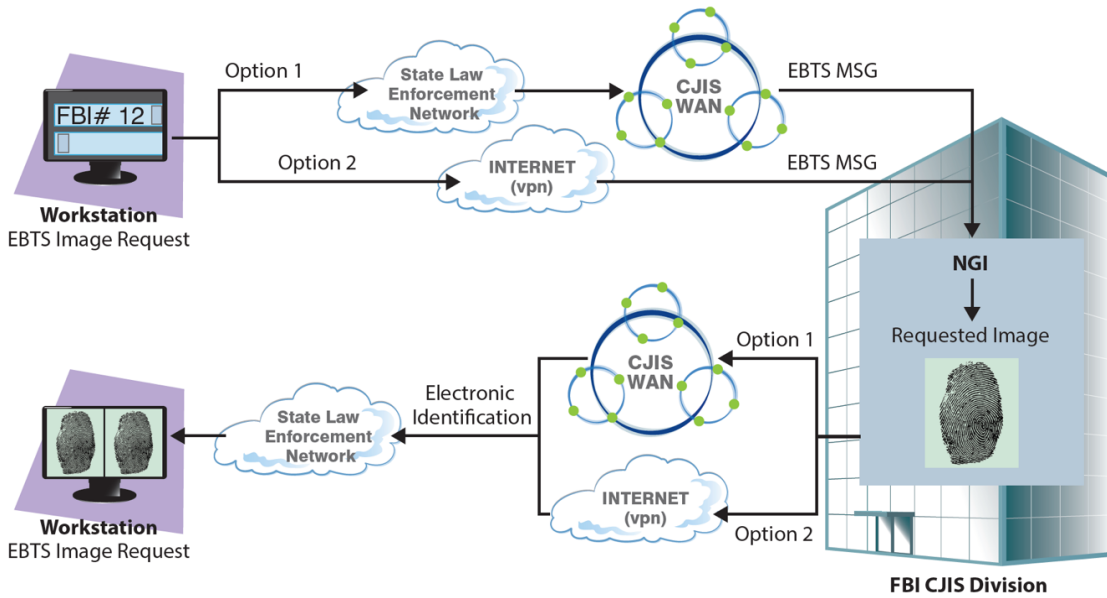 Option 1
State Law
Enforcement
Network
CJIS
WAN
EBTS MSG
FBI# 12
Option 2
INTERNET
(vpn)
EBTS MSG
Workstation
EBTS Image Request
NGI
Requested Image
Option 1
CJIS
WAN
Electronic
Identification
State Law
Enforcement
Network
INTERNET
(vpn)
Option 2
Workstation
EBTS Image Request
FBI CJIS Division